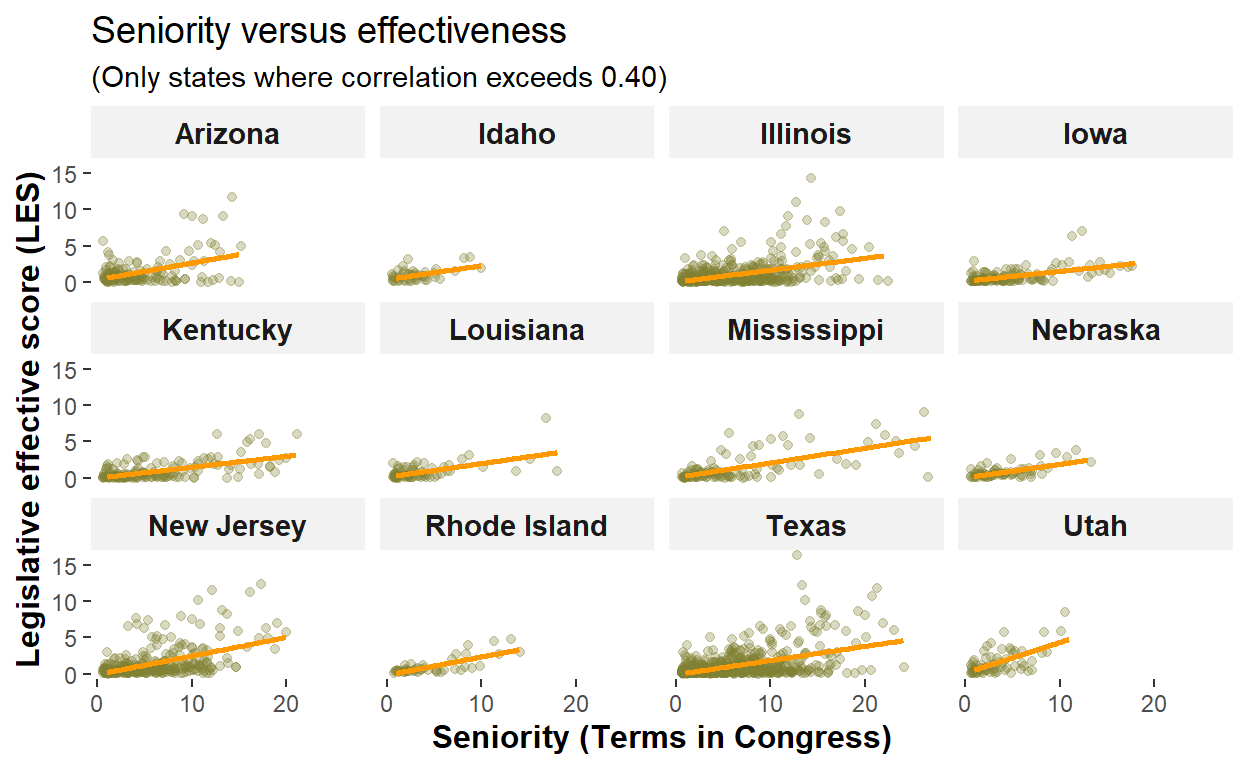 Seniority versus effectiveness
(Only states where correlation exceeds 0.40)
Arizona Idaho Illinois Iowa
15
10
5
0
Kentucky Louisiana Mississippi Nebraska
15
10
5
0
New Jersey Rhode Island Texas Utah
15
10
5
0
0 10 20 0 10 20 0 10 20 0 10 20
Seniority (Terms in Congress)
Legislative effective score (LES)